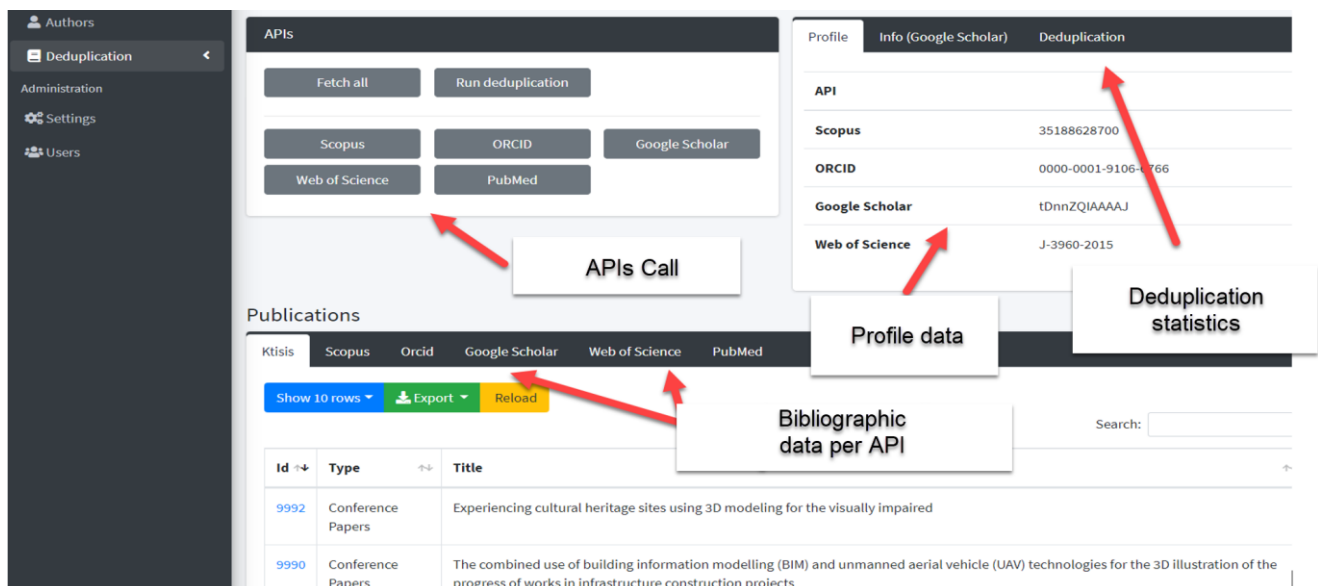 Authors
Deduplication
Administration
Settings
Users
APIs
Fetch all
Run deduplication
Scopus
ORCID
Google Scholar
Web of Science
PubMed
APIs Call
Profile
Info (Google Scholar)
Deduplication
API
Scopus
35188628700
ORCID
0000-0001-9106-
766
Google Scholar
tDnnZQIAAAAJ
Web of Science
J-3960-2015
Profile data
Deduplication
statistics
Publications
Ktisis
Scopus
Orcid
Google Scholar
Web of Science
PubMed
Show 10 rows
Export
Reload
Bibliographic
data per API
Search:
Id
Type
Title
9992
Conference
Papers
Experiencing cultural heritage sites using 3D modeling for the visually impaired
9990
Conference
Papers
The combined use of building information modelling (BIM) and unmanned aerial vehicle (UAV) technologies for the 3D illustration of the
progress of works in infrastructure construction projects